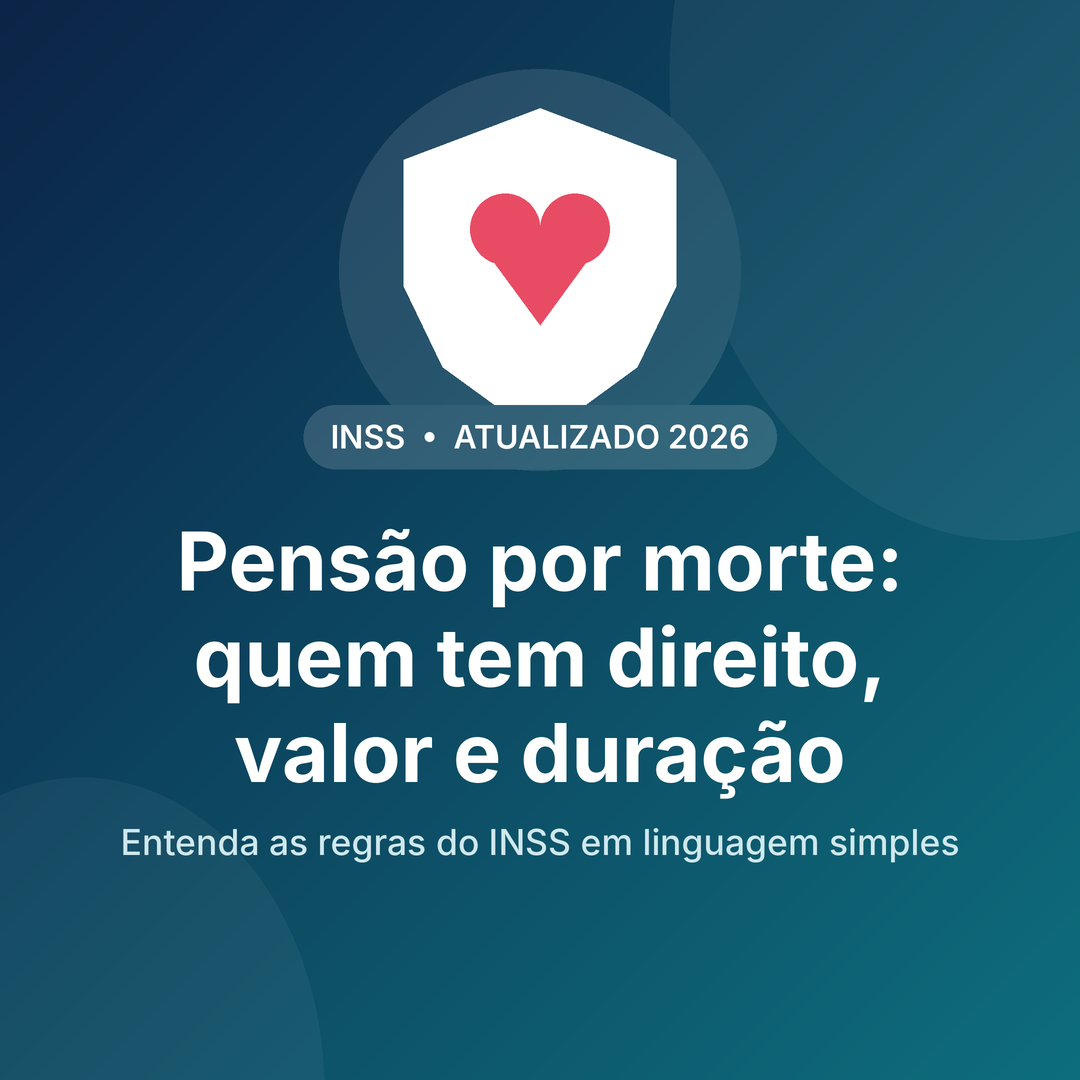 INSS • ATUALIZADO 2026
Pensão por morte:
quem tem direito,
valor e duração
Entenda as regras do INSS em linguagem simples